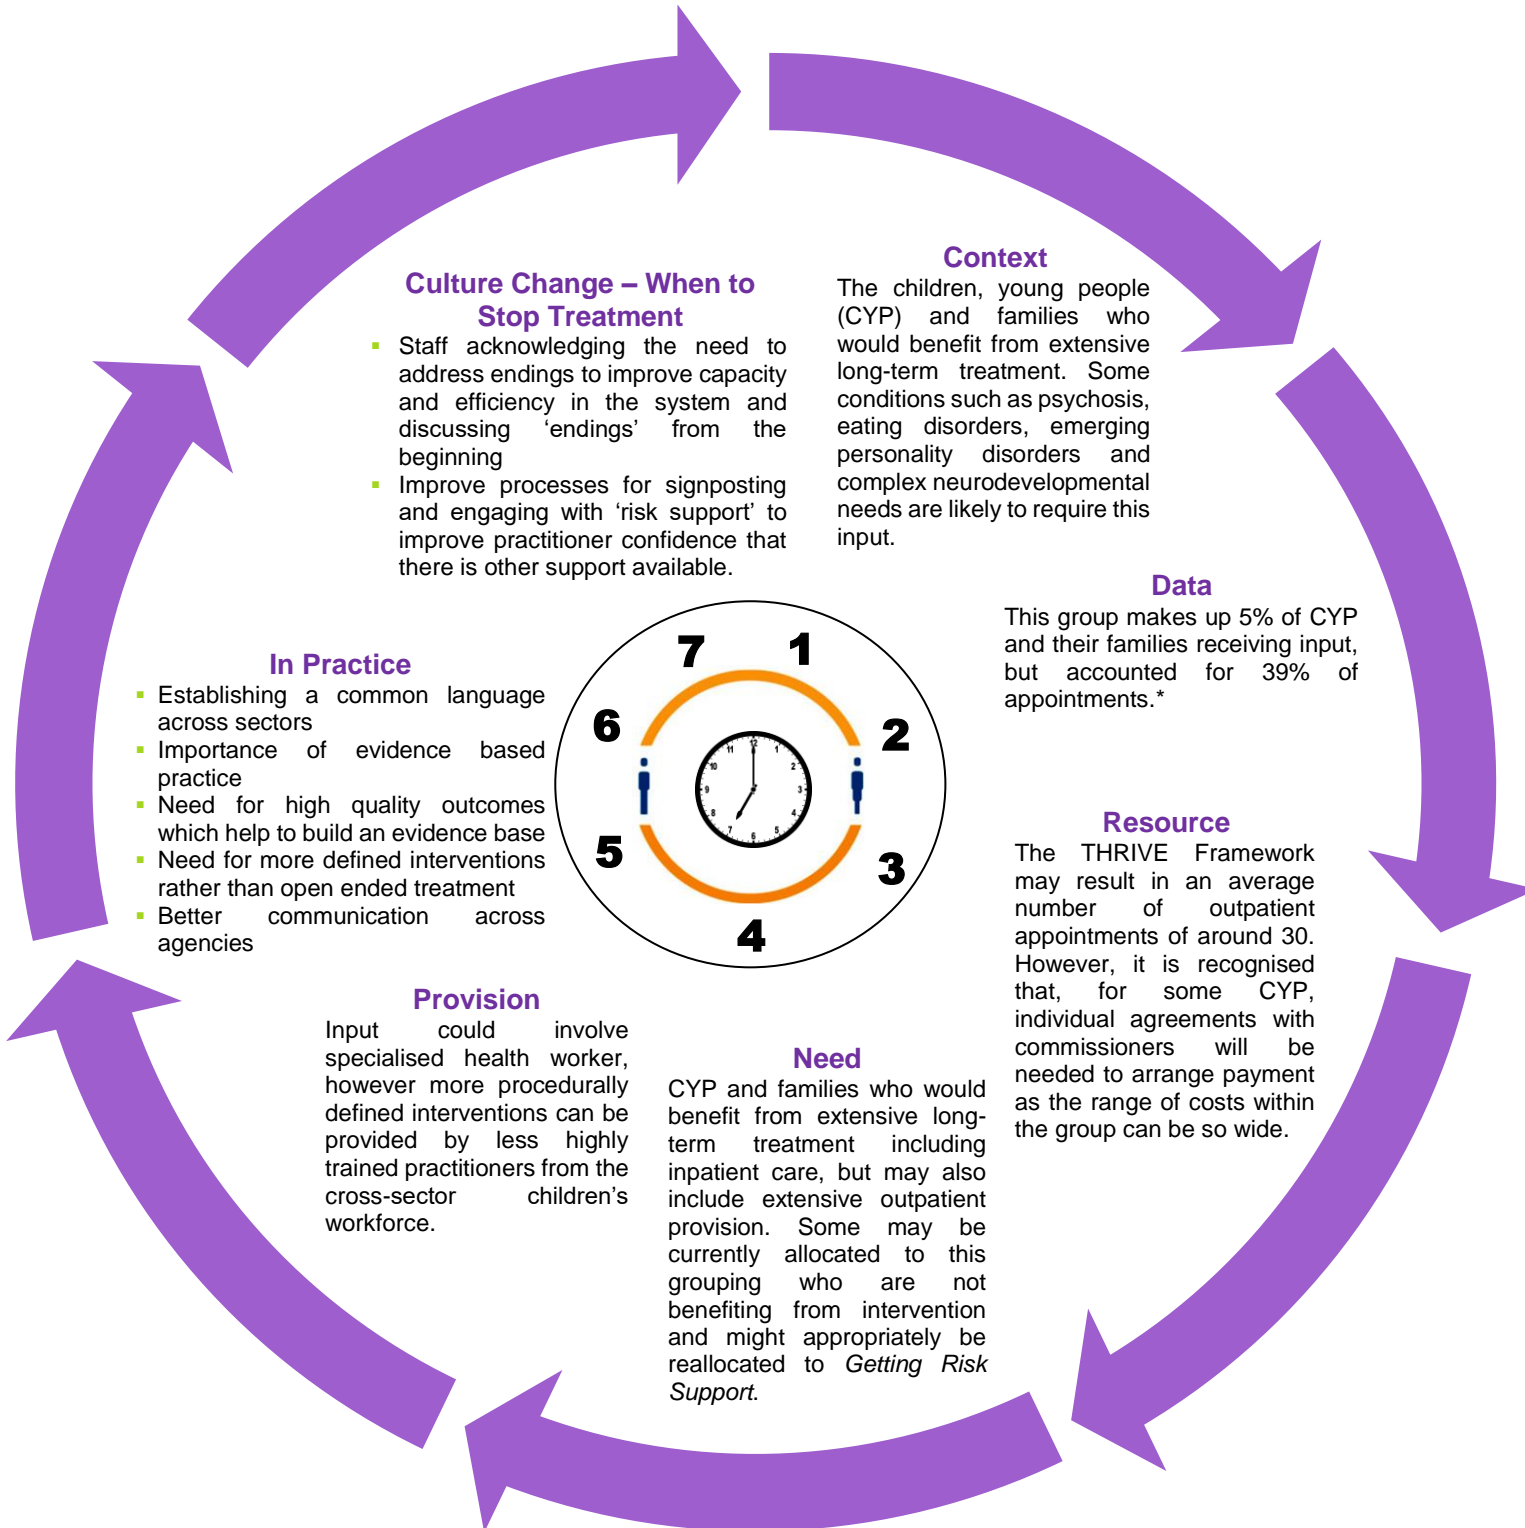 Culture Change – When to
Stop Treatment
▪ Staff acknowledging the need to
address endings to improve capacity
and efficiency in the system and
discussing ‘endings’ from the
beginning
▪ Improve processes for signposting
and engaging with ‘risk support’ to
improve practitioner confidence that
there is other support available.
Context
The children, young people
(CYP) and families who
would benefit from extensive
long-term treatment. Some
conditions such as psychosis,
eating disorders, emerging
personality disorders and
complex neurodevelopmental
needs are likely to require this
input.
Data
This group makes up 5% of CYP
and their families receiving input,
but accounted for 39% of
appointments.*
Resource
The THRIVE Framework
may result in an average
number of outpatient
appointments of around 30.
However, it is recognised
that, for some CYP,
individual agreements with
commissioners will be
needed to arrange payment
as the range of costs within
the group can be so wide.
Need
CYP and families who would
benefit from extensive long-
term treatment including
inpatient care, but may also
include extensive outpatient
provision. Some may be
currently allocated to this
grouping who are not
benefiting from intervention
and might appropriately be
reallocated to Getting Risk
Support.
Provision
Input could involve
specialised health worker,
however more procedurally
defined interventions can be
provided by less highly
trained practitioners from the
cross-sector children’s
workforce.
In Practice
▪ Establishing a common language
across sectors
▪ Importance of evidence based
practice
▪ Need for high quality outcomes
which help to build an evidence base
▪ Need for more defined interventions
rather than open ended treatment
▪ Better communication across
agencies
1
2
3
4
5
6
7
12
1
2
3
4
5
6
7
8
9
10
11